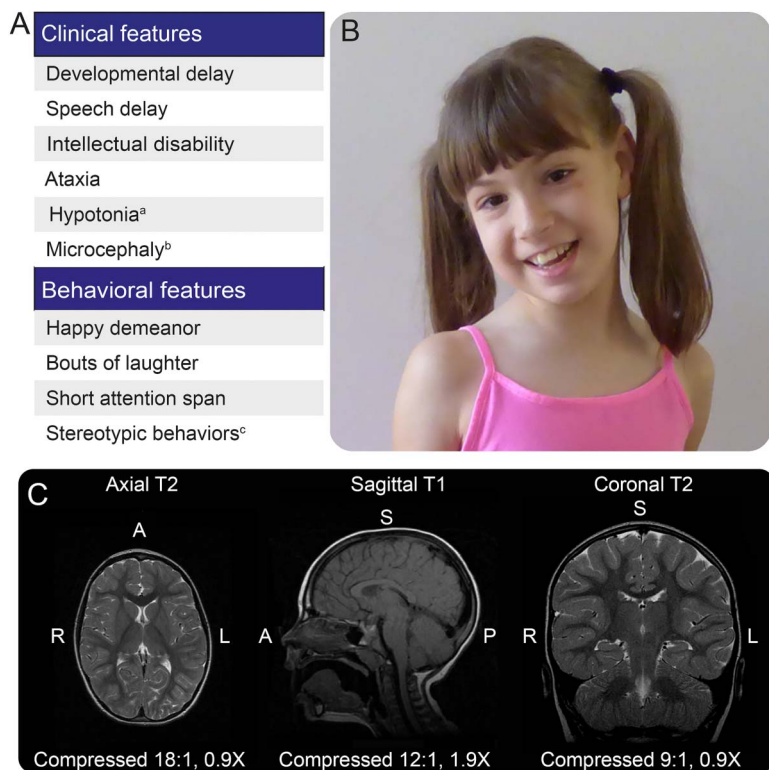 A
Clinical features
Developmental delay
Speech delay
Intellectual disability
Ataxia
Hypotoniaᵃ
Microcephalyᵇ
Behavioral features
Happy demeanor
Bouts of laughter
Short attention span
Stereotypic behaviorsᶜ
B
C
Axial T2
A
R
L
Compressed 18:1, 0.9X
Sagittal T1
S
A
P
Compressed 12:1, 1.9X
Coronal T2
S
R
L
Compressed 9:1, 0.9X